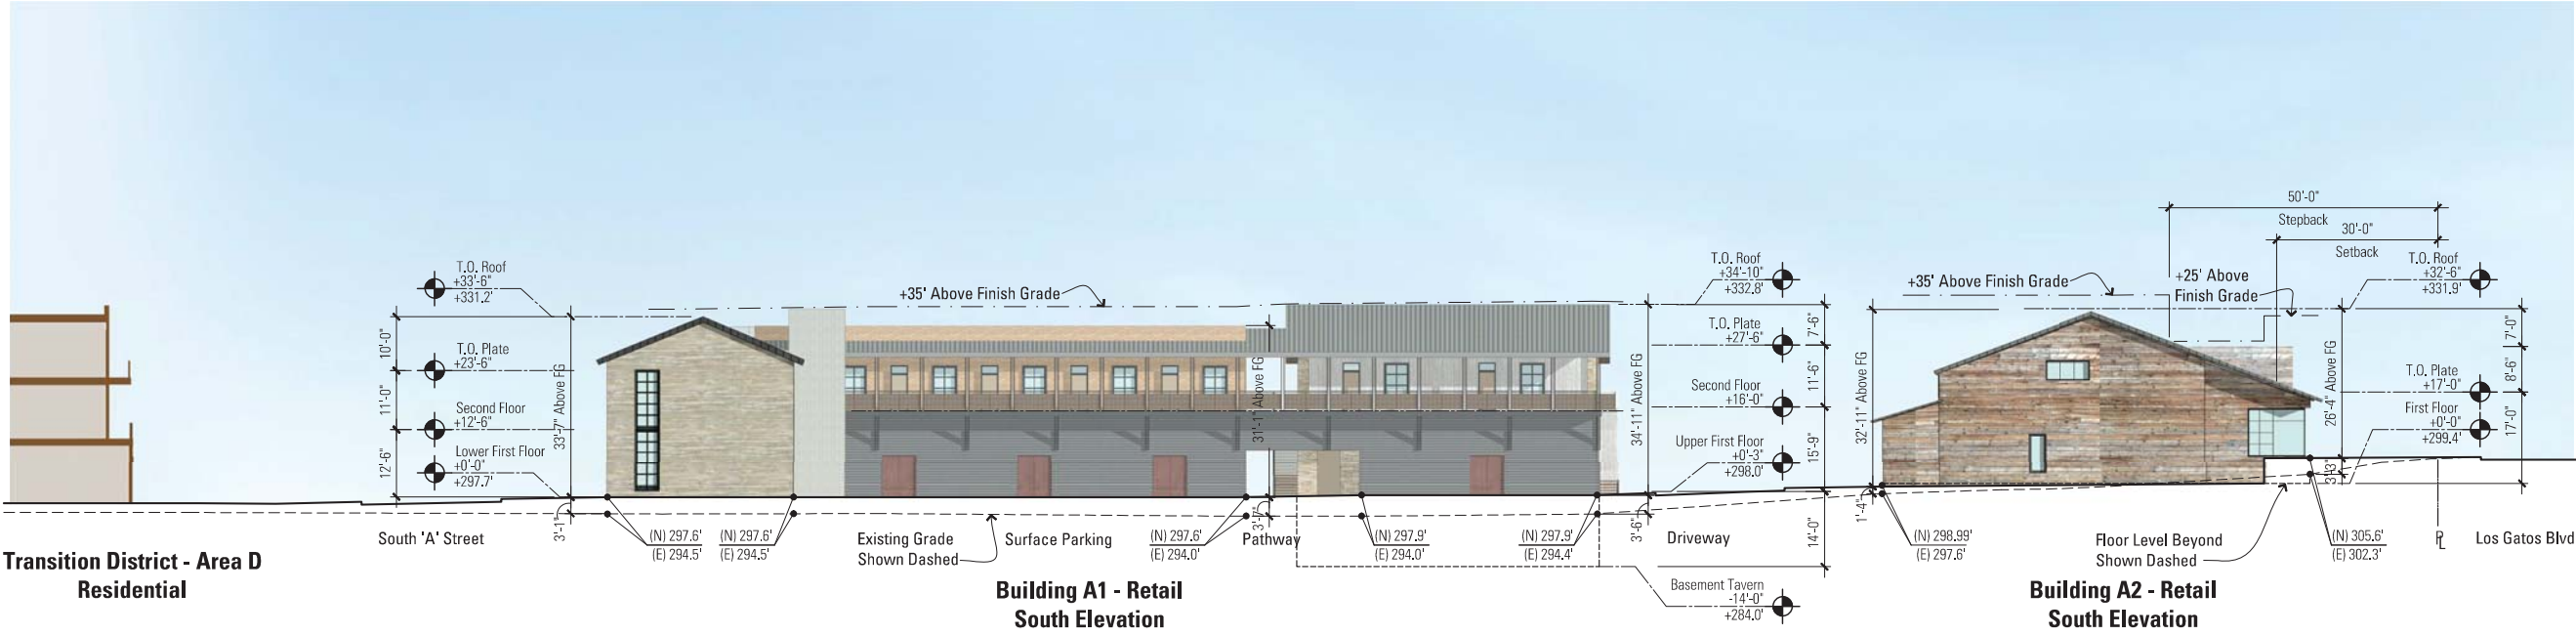 50'-0"
Stepback
30'-0"
Setback
T.O. Roof
+33'-6"
+331.2'
+35' Above Finish Grade
T.O. Roof
+34'-10"
+332.8'
+35' Above Finish Grade
+25' Above
Finish Grade
T.O. Roof
+32'-6"
+331.9'
10'-0"
T.O. Plate
+23'-6"
11'-0"
Second Floor
+12'-6"
12'-6"
Lower First Floor
+0'-0"
+297.7'
33'-7" Above FG
3'-1"
31'-1" Above FG
3'-7"
34'-11" Above FG
3'-6"
T.O. Plate
+27'-6"
7'-6"
11'-6"
Second Floor
+16'-0"
15'-9"
Upper First Floor
+0'-3"
+298.0'
14'-0"
32'-11" Above FG
1'-4"
26'-4" Above FG
7'-0"
8'-6"
T.O. Plate
+17'-0"
First Floor
+0'-0"
+299.4'
17'-0"
South 'A' Street
(N) 297.6'
(E) 294.5'
(N) 297.6'
(E) 294.5'
Existing Grade
Shown Dashed
Surface Parking
(N) 297.6'
(E) 294.0'
Pathway
(N) 297.9'
(E) 294.0'
(N) 297.9'
(E) 294.4'
Driveway
(N) 298.99'
(E) 297.6'
Floor Level Beyond
Shown Dashed
(N) 305.6'
(E) 302.3'
PL
Los Gatos Blvd
Basement Tavern
-14'-0"
+284.0'
Transition District - Area D
Residential
Building A1 - Retail
South Elevation
Building A2 - Retail
South Elevation